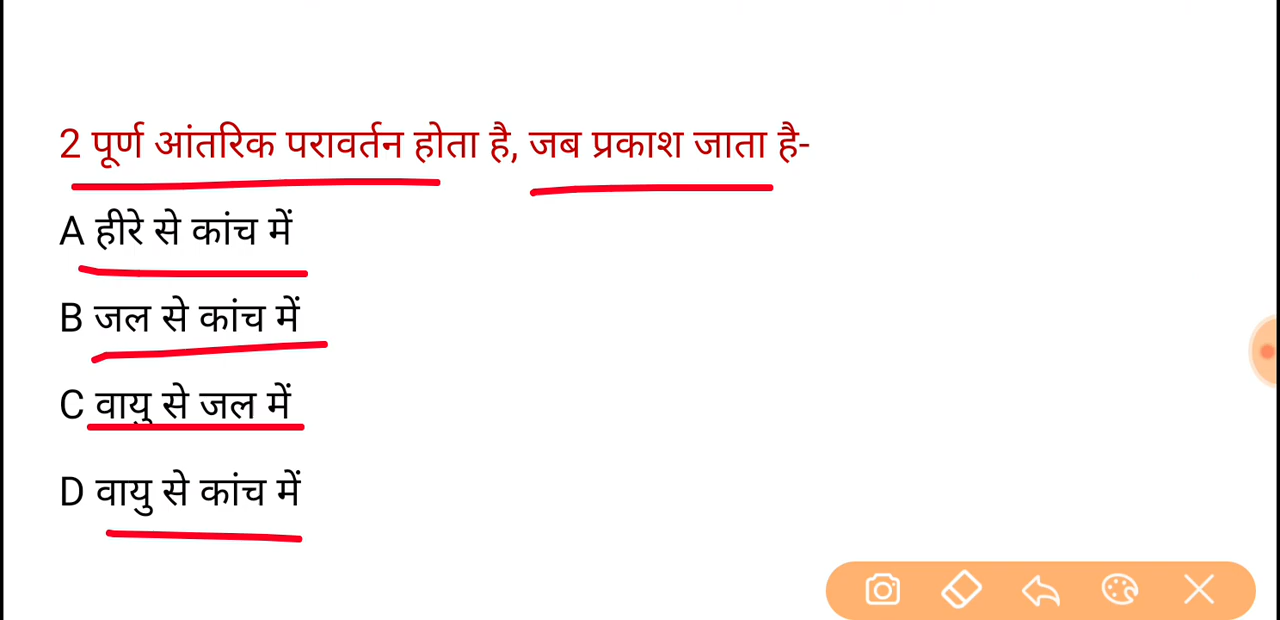 2 पूर्ण आंतरिक परावर्तन होता है, जब प्रकाश जाता है-
A हीरे से कांच में
B जल से कांच में
C वायु से जल में
D वायु से कांच में